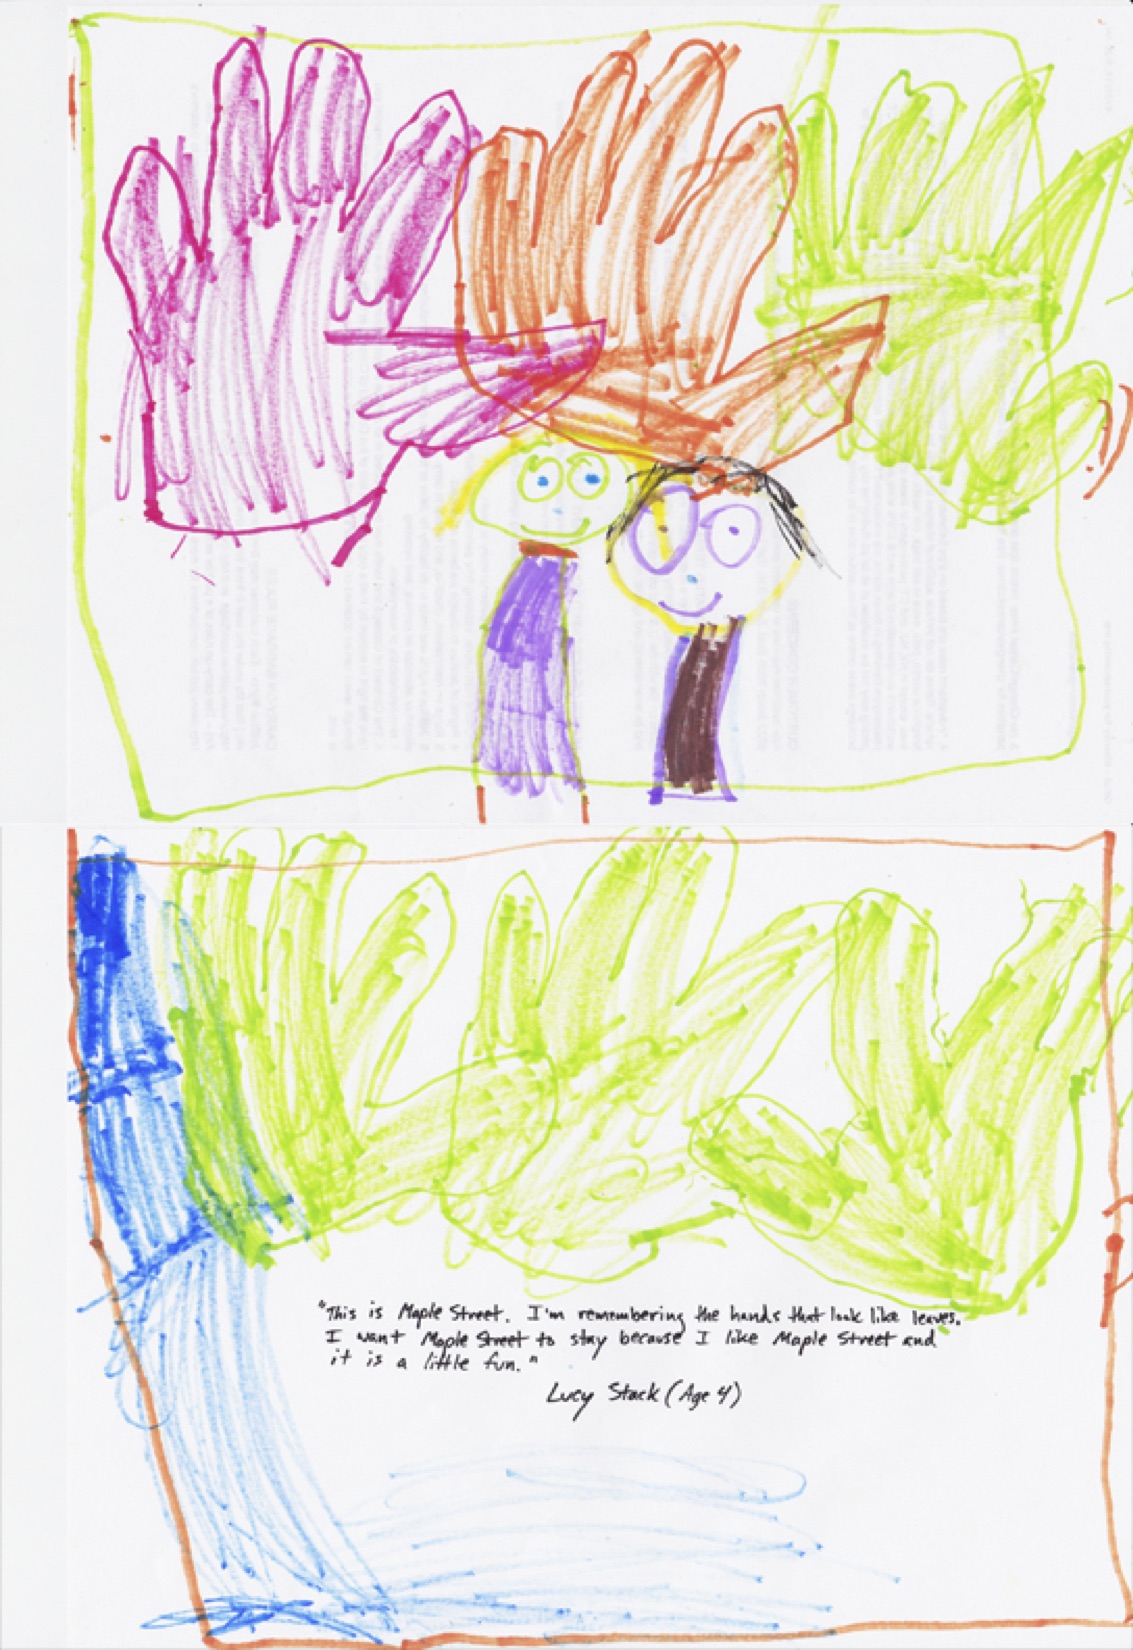 "This is Maple Street. I'm remembering the hands that look like leaves.
I want Maple Street to stay because I like Maple Street and
it is a little fun."
Lucy Stack (Age 4)